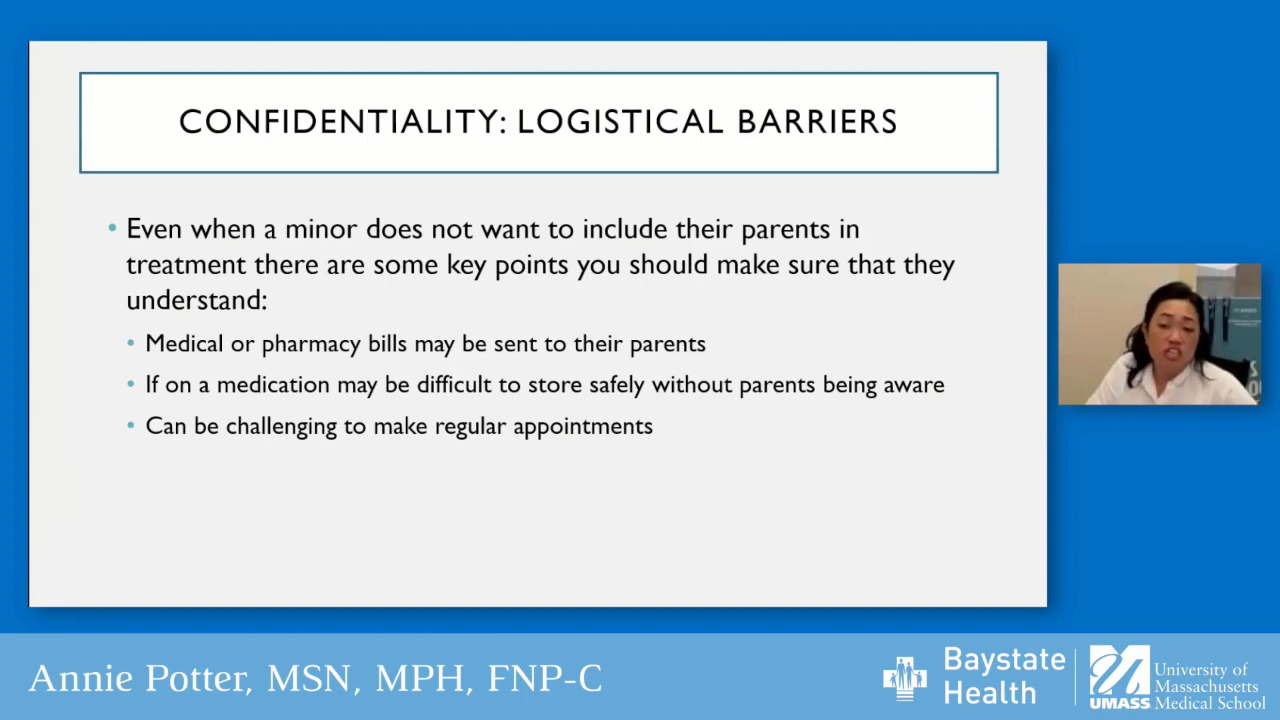 CONFIDENTIALITY: LOGISTICAL BARRIERS
• Even when a minor does not want to include their parents in
treatment there are some key points you should make sure that they
understand:
• Medical or pharmacy bills may be sent to their parents
• If on a medication may be difficult to store safely without parents being aware
• Can be challenging to make regular appointments
Annie Potter, MSN, MPH, FNP-C
Baystate
Health
UMASS
University of
Massachusetts
Medical School